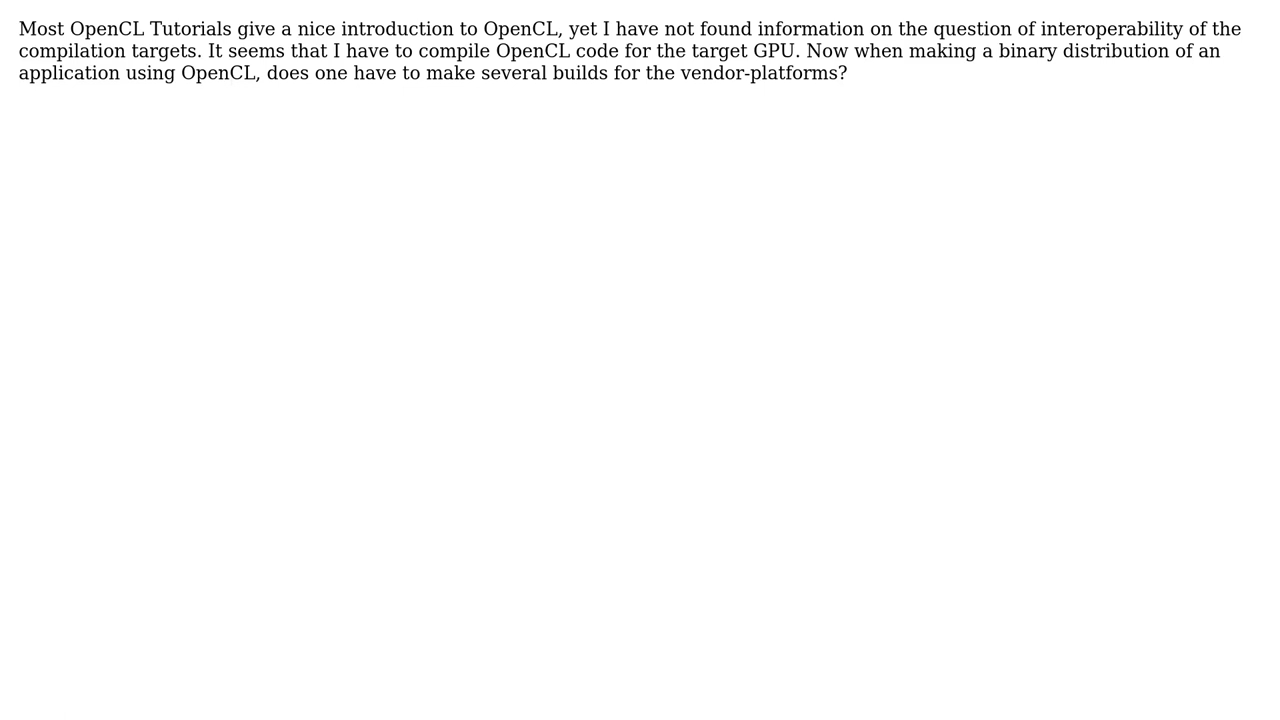 Most OpenCL Tutorials give a nice introduction to OpenCL, yet I have not found information on the question of interoperability of the
compilation targets. It seems that I have to compile OpenCL code for the target GPU. Now when making a binary distribution of an
application using OpenCL, does one have to make several builds for the vendor-platforms?